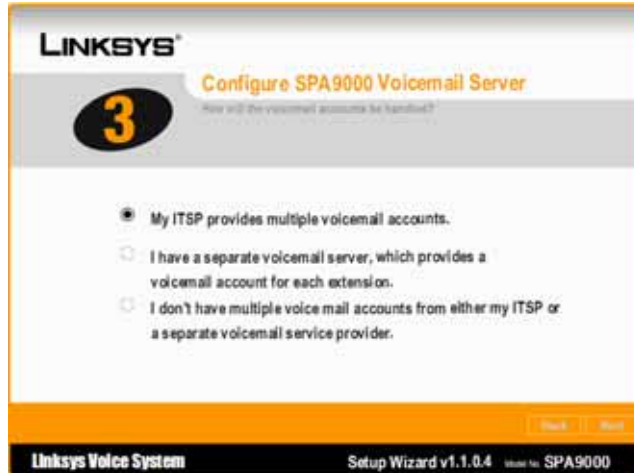 LINKSYS®
Configure SPA9000 Voicemail Server
How will the voicemail accounts be handled?
3
My ITSP provides multiple voicemail accounts.
I have a separate voicemail server, which provides a
voicemail account for each extension.
I don't have multiple voice mail accounts from either my ITSP or
a separate voicemail service provider.
Back Next
Linksys Voice System Setup Wizard v1.1.0.4 Model No. SPA9000